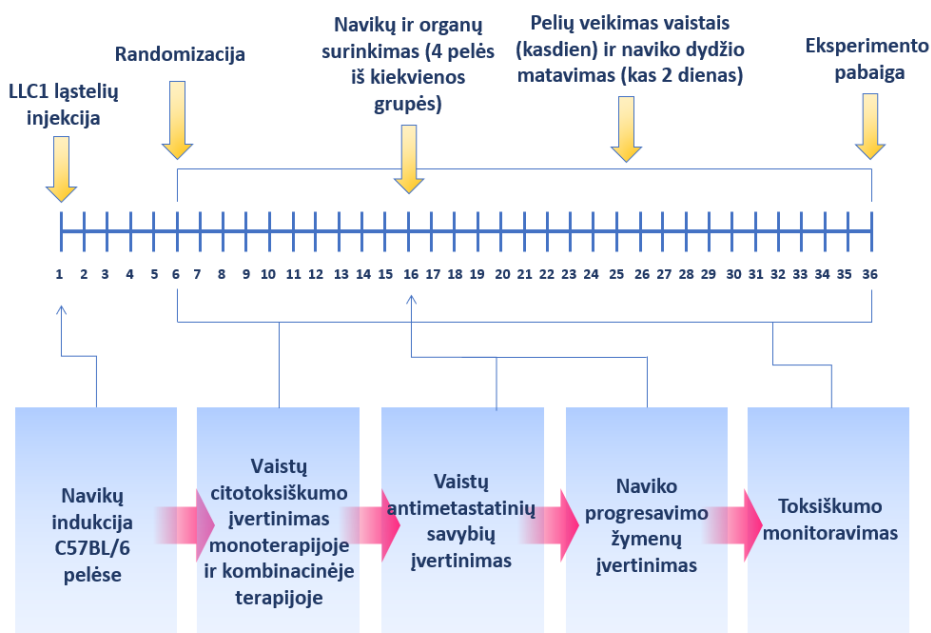 LLC1 ląstelių
injekcija
Randomizacija
Navikų ir organų
surinkimas (4 pelės
iš kiekvienos
grupės)
Pelių veikimas vaistais
(kasdien) ir naviko dydžio
matavimas (kas 2 dienas)
Eksperimento
pabaiga
1 2 3 4 5 6 7 8 9 10 11 12 13 14 15 16 17 18 19 20 21 22 23 24 25 26 27 28 29 30 31 32 33 34 35 36
Navikų
indukcija
C57BL/6
pelėse
Vaistų
citotoksiškumo
įvertinimas
monoterapijoje
ir kombinacinėje
terapijoje
Vaistų
antimetastatinių
savybių
įvertinimas
Naviko
progresavimo
žymenų
įvertinimas
Toksiškumo
monitoravimas